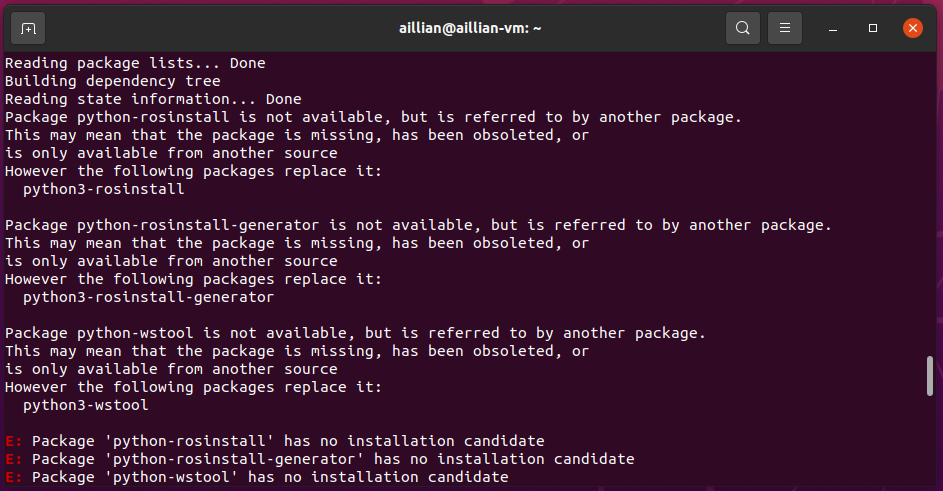 aillian@aillian-vm: ~
Reading package lists... Done
Building dependency tree
Reading state information... Done
Package python-rosinstall is not available, but is referred to by another package.
This may mean that the package is missing, has been obsoleted, or
is only available from another source
However the following packages replace it:
  python3-rosinstall

Package python-rosinstall-generator is not available, but is referred to by another package.
This may mean that the package is missing, has been obsoleted, or
is only available from another source
However the following packages replace it:
  python3-rosinstall-generator

Package python-wstool is not available, but is referred to by another package.
This may mean that the package is missing, has been obsoleted, or
is only available from another source
However the following packages replace it:
  python3-wstool

E: Package 'python-rosinstall' has no installation candidate
E: Package 'python-rosinstall-generator' has no installation candidate
E: Package 'python-wstool' has no installation candidate